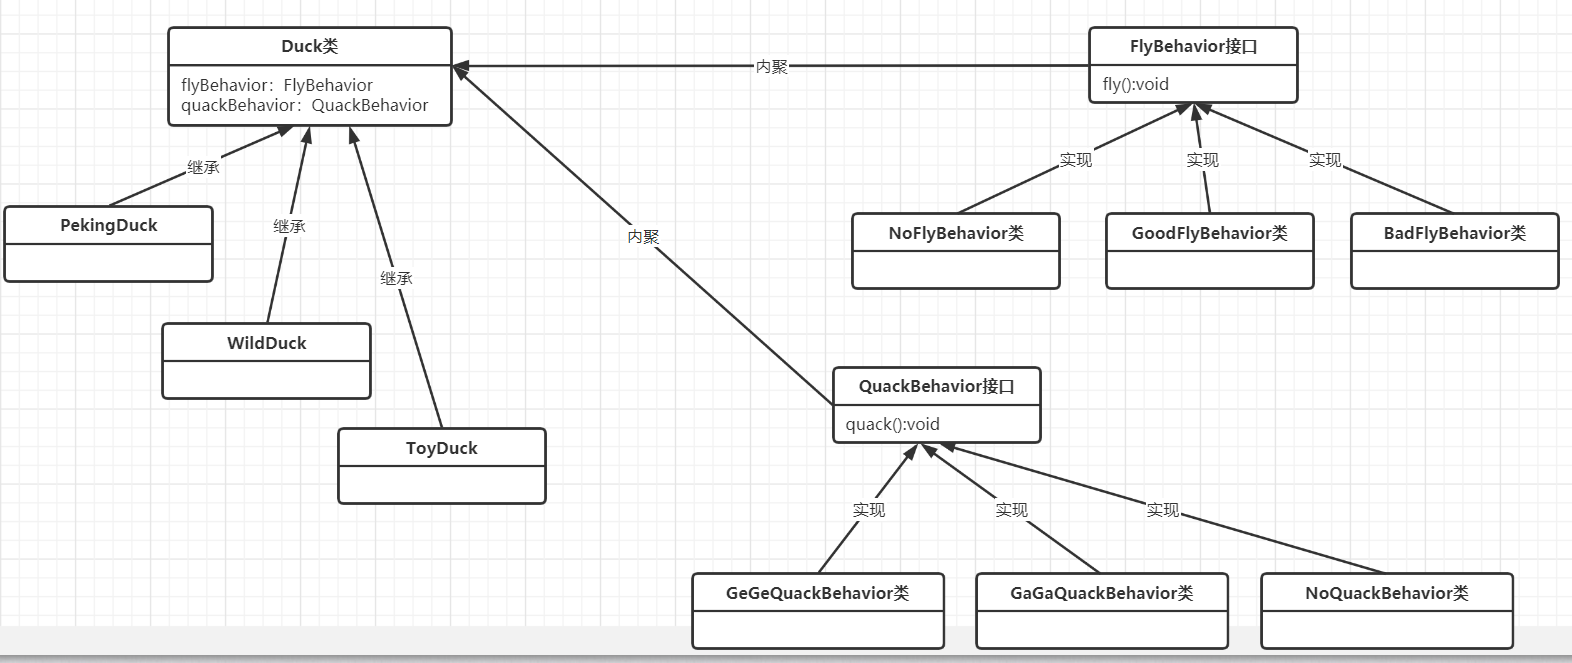 Duck类
flyBehavior：FlyBehavior
quackBehavior：QuackBehavior
内聚
FlyBehavior接口
fly():void
继承
继承
继承
PekingDuck
WildDuck
ToyDuck
内聚
实现
实现
实现
NoFlyBehavior类
GoodFlyBehavior类
BadFlyBehavior类
QuackBehavior接口
quack():void
实现
实现
实现
GeGeQuackBehavior类
GaGaQuackBehavior类
NoQuackBehavior类